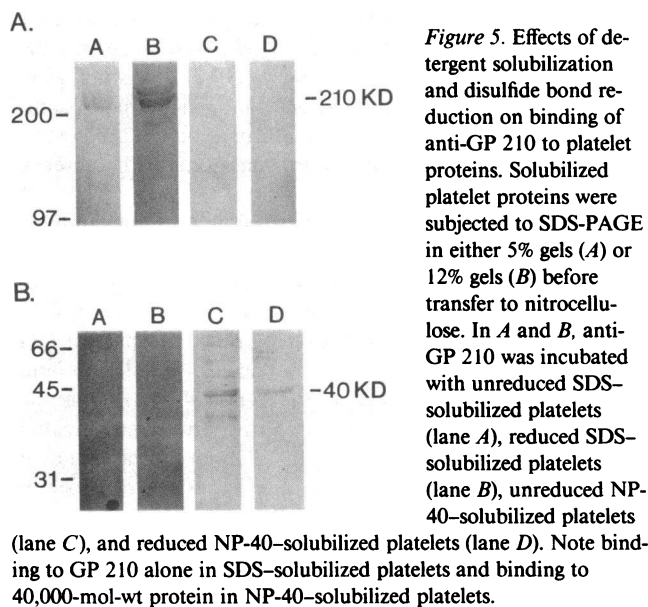 A.
A B C D
200–
–210 KD
97–
B.
A B C D
66–
45–
–40 KD
31–
Figure 5. Effects of de-
tergent solubilization
and disulfide bond re-
duction on binding of
anti-GP 210 to platelet
proteins. Solubilized
platelet proteins were
subjected to SDS-PAGE
in either 5% gels (A) or
12% gels (B) before
transfer to nitrocellu-
lose. In A and B, anti-
GP 210 was incubated
with unreduced SDS–
solubilized platelets
(lane A), reduced SDS–
solubilized platelets
(lane B), unreduced NP-
40–solubilized platelets
(lane C), and reduced NP-40–solubilized platelets (lane D). Note bind-
ing to GP 210 alone in SDS–solubilized platelets and binding to
40,000-mol-wt protein in NP-40–solubilized platelets.